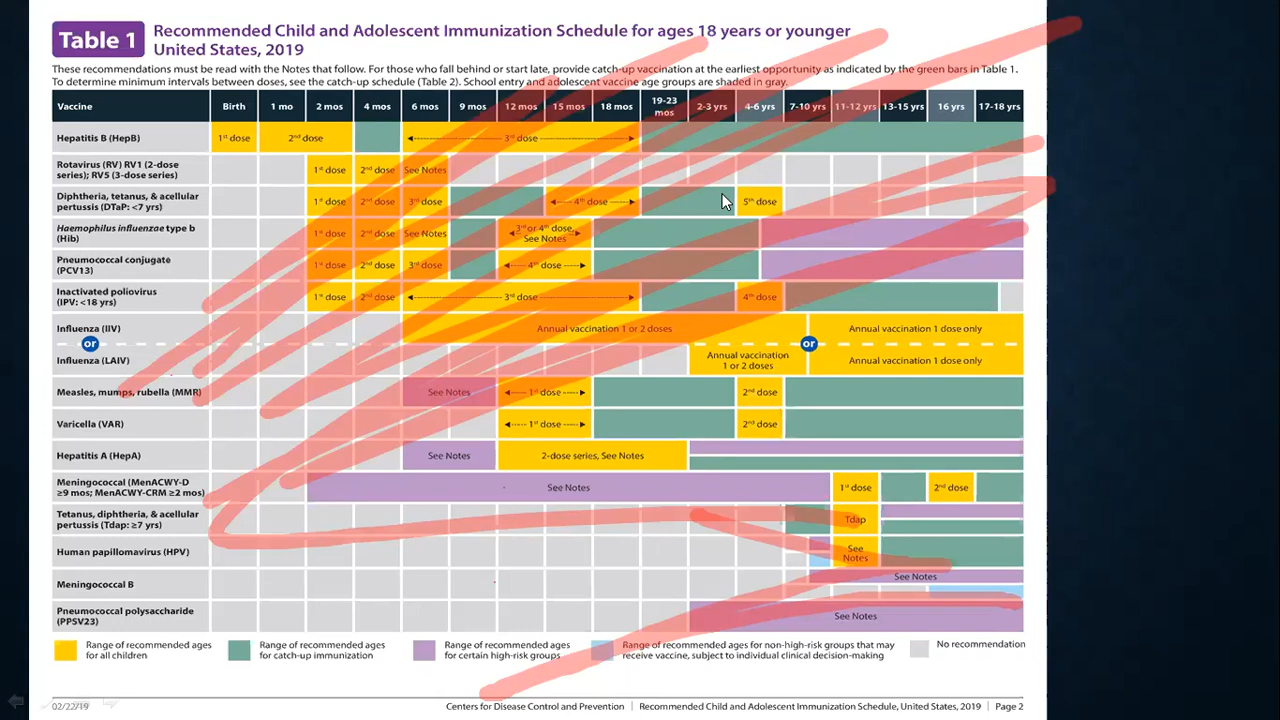 Table 1
Recommended Child and Adolescent Immunization Schedule for ages 18 years or younger
United States, 2019
These recommendations must be read with the Notes that follow. For those who fall behind or start late, provide catch-up vaccination at the earliest opportunity as indicated by the green bars in Table 1.
To determine minimum intervals between doses, see the catch-up schedule (Table 2). School entry and adolescent vaccine age groups are shaded in gray.
Vaccine Birth 1 mo 2 mos 4 mos 6 mos 9 mos 12 mos 15 mos 18 mos 19-23 mos 2-3 yrs 4-6 yrs 7-10 yrs 11-12 yrs 13-15 yrs 16 yrs 17-18 yrs
Hepatitis B (HepB) 1st dose 2nd dose 3rd dose
Rotavirus (RV) RV1 (2-dose
series); RV5 (3-dose series) 1st dose 2nd dose See Notes
Diphtheria, tetanus, & acellular
pertussis (DTaP: <7 yrs) 1st dose 2nd dose 3rd dose 4th dose 5th dose
Haemophilus influenzae type b
(Hib) 1st dose 2nd dose See Notes 3rd or 4th dose, See Notes
Pneumococcal conjugate
(PCV13) 1st dose 2nd dose 3rd dose 4th dose
Inactivated poliovirus
(IPV: <18 yrs) 1st dose 2nd dose 3rd dose 4th dose
Influenza (IIV) Annual vaccination 1 or 2 doses Annual vaccination 1 dose only
or or
Influenza (LAIV) Annual vaccination 1 or 2 doses Annual vaccination 1 dose only
Measles, mumps, rubella (MMR) See Notes 1st dose 2nd dose
Varicella (VAR) 1st dose 2nd dose
Hepatitis A (HepA) See Notes 2-dose series, See Notes
Meningococcal (MenACWY-D
≥9 mos; MenACWY-CRM ≥2 mos) See Notes 1st dose 2nd dose
Tetanus, diphtheria, & acellular
pertussis (Tdap: ≥7 yrs) Tdap
Human papillomavirus (HPV) See Notes
Meningococcal B See Notes
Pneumococcal polysaccharide
(PPSV23) See Notes
Range of recommended ages
for all children
Range of recommended ages
for catch-up immunization
Range of recommended ages
for certain high-risk groups
Range of recommended ages for non-high-risk groups that may
receive vaccine, subject to individual clinical decision-making
No recommendation
02/22/19 Centers for Disease Control and Prevention | Recommended Child and Adolescent Immunization Schedule, United States, 2019 | Page 2